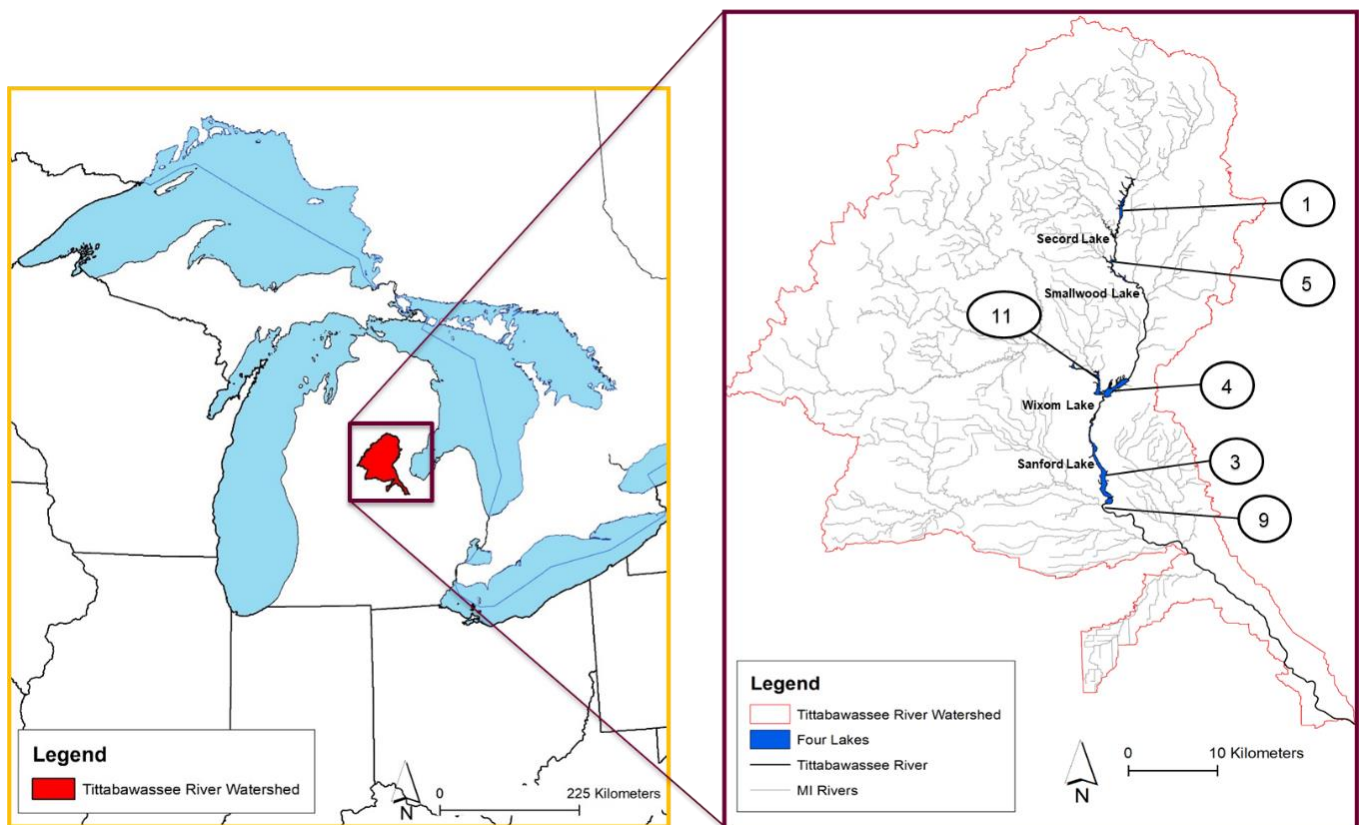 Legend
Tittabawassee River Watershed
N
0
225 Kilometers
1
Secord Lake
5
Smallwood Lake
11
4
Wixom Lake
Sanford Lake
3
9
Legend
Tittabawassee River Watershed
Four Lakes
Tittabawassee River
MI Rivers
N
0
10 Kilometers